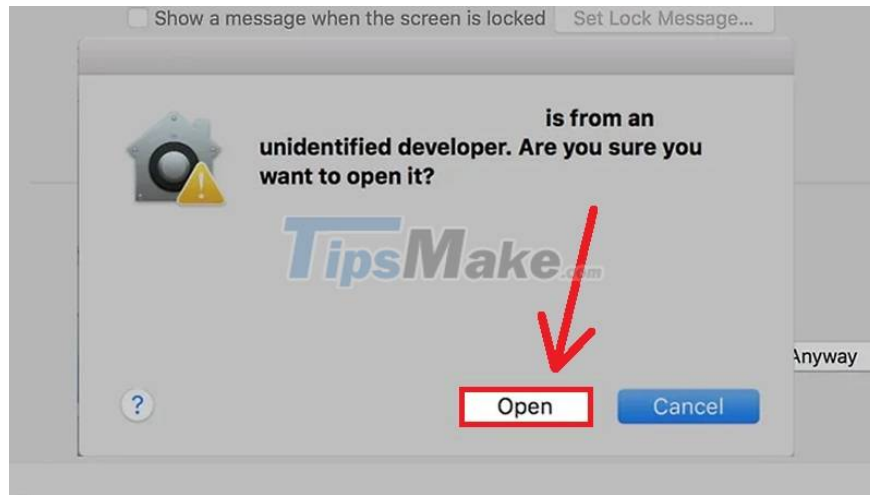 Show a message when the screen is locked Set Lock Message...
is from an
unidentified developer. Are you sure you
want to open it?
TipsMake.com
Anyway
?
Open Cancel